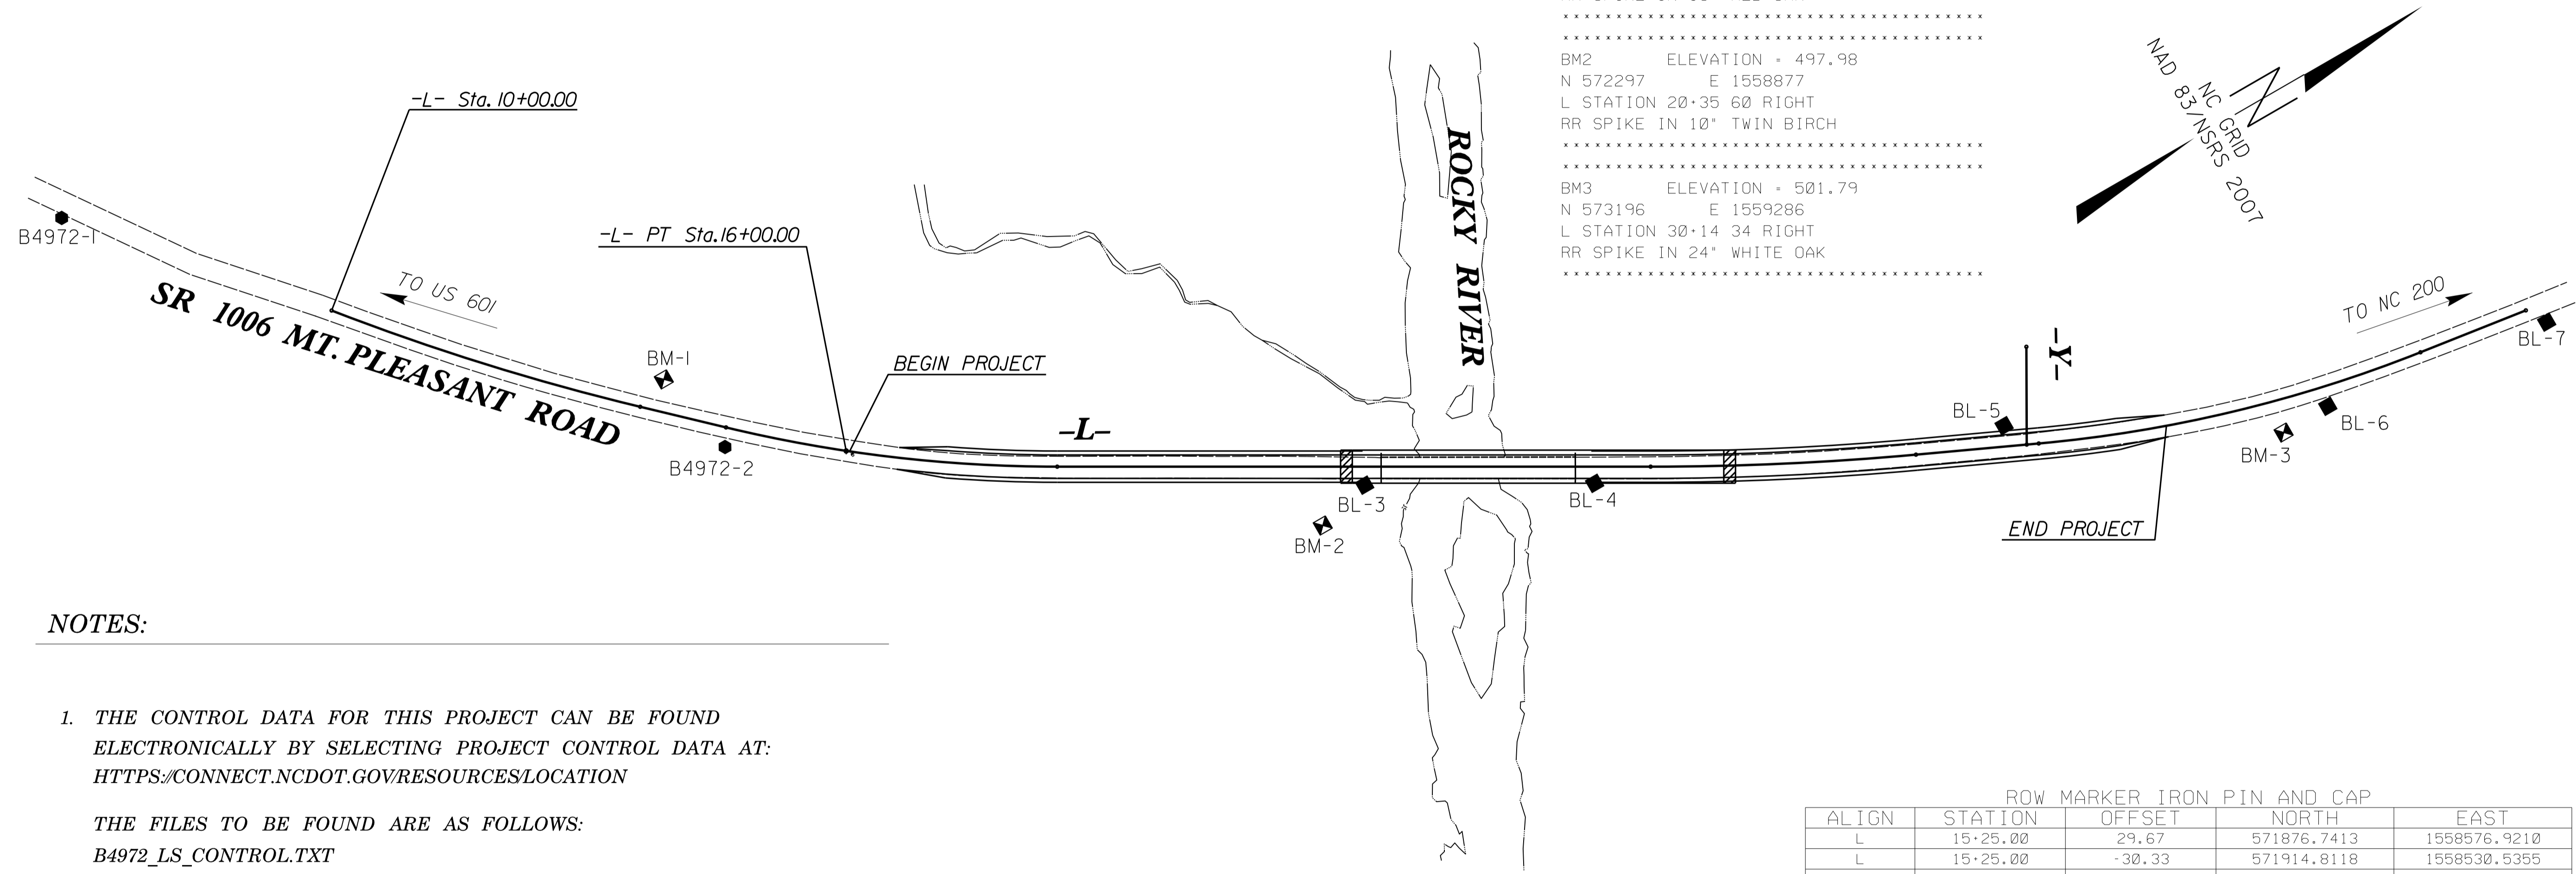 BM2 ELEVATION = 497.98
N 572297 E 1558877
L STATION 20+35 60 RIGHT
RR SPIKE IN 10" TWIN BIRCH
BM3 ELEVATION = 501.79
N 573196 E 1559286
L STATION 30+14 34 RIGHT
RR SPIKE IN 24" WHITE OAK
NC GRID
NAD 83/NSRS 2007
-L- Sta. 10+00.00
B4972-1
-L- PT Sta. 16+00.00
TO US 601
SR 1006 MT. PLEASANT ROAD
BM-1
BEGIN PROJECT
B4972-2
-L-
ROCKY RIVER
BL-3
BM-2
BL-4
BL-5
-Y-
TO NC 200
BL-7
BL-6
BM-3
END PROJECT
NOTES:
1. THE CONTROL DATA FOR THIS PROJECT CAN BE FOUND
ELECTRONICALLY BY SELECTING PROJECT CONTROL DATA AT:
HTTPS://CONNECT.NCDOT.GOV/RESOURCES/LOCATION
THE FILES TO BE FOUND ARE AS FOLLOWS:
B4972_LS_CONTROL.TXT
ROW MARKER IRON PIN AND CAP
ALIGN STATION OFFSET NORTH EAST
L 15+25.00 29.67 571876.7413 1558576.9210
L 15+25.00 -30.33 571914.8118 1558530.5355